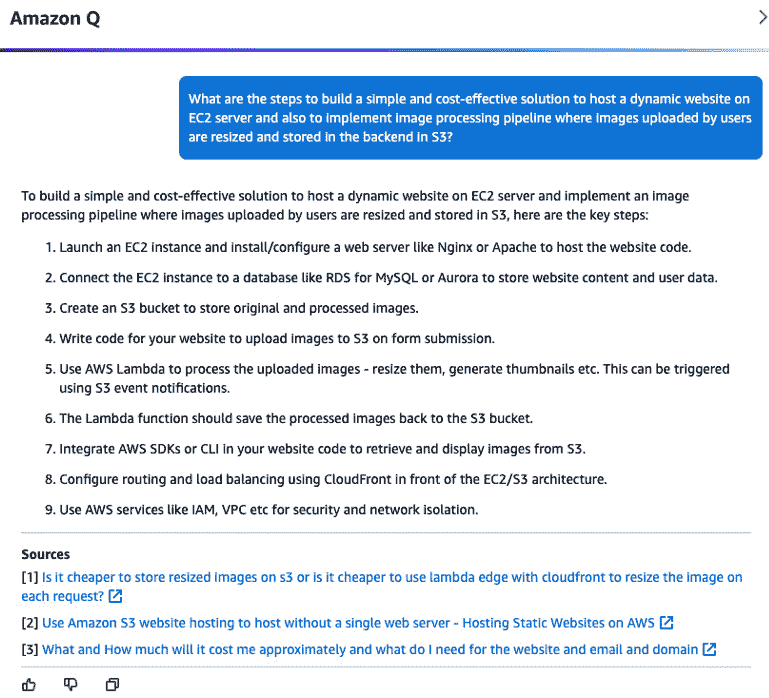 Amazon Q
What are the steps to build a simple and cost-effective solution to host a dynamic website on
EC2 server and also to implement image processing pipeline where images uploaded by users
are resized and stored in the backend in S3?
To build a simple and cost-effective solution to host a dynamic website on EC2 server and implement an image
processing pipeline where images uploaded by users are resized and stored in S3, here are the key steps:
1. Launch an EC2 instance and install/configure a web server like Nginx or Apache to host the website code.
2. Connect the EC2 instance to a database like RDS for MySQL or Aurora to store website content and user data.
3. Create an S3 bucket to store original and processed images.
4. Write code for your website to upload images to S3 on form submission.
5. Use AWS Lambda to process the uploaded images - resize them, generate thumbnails etc. This can be triggered
using S3 event notifications.
6. The Lambda function should save the processed images back to the S3 bucket.
7. Integrate AWS SDKs or CLI in your website code to retrieve and display images from S3.
8. Configure routing and load balancing using CloudFront in front of the EC2/S3 architecture.
9. Use AWS services like IAM, VPC etc for security and network isolation.
Sources
[1] Is it cheaper to store resized images on s3 or is it cheaper to use lambda edge with cloudfront to resize the image on
each request?
[2] Use Amazon S3 website hosting to host without a single web server - Hosting Static Websites on AWS
[3] What and How much will it cost me approximately and what do I need for the website and email and domain